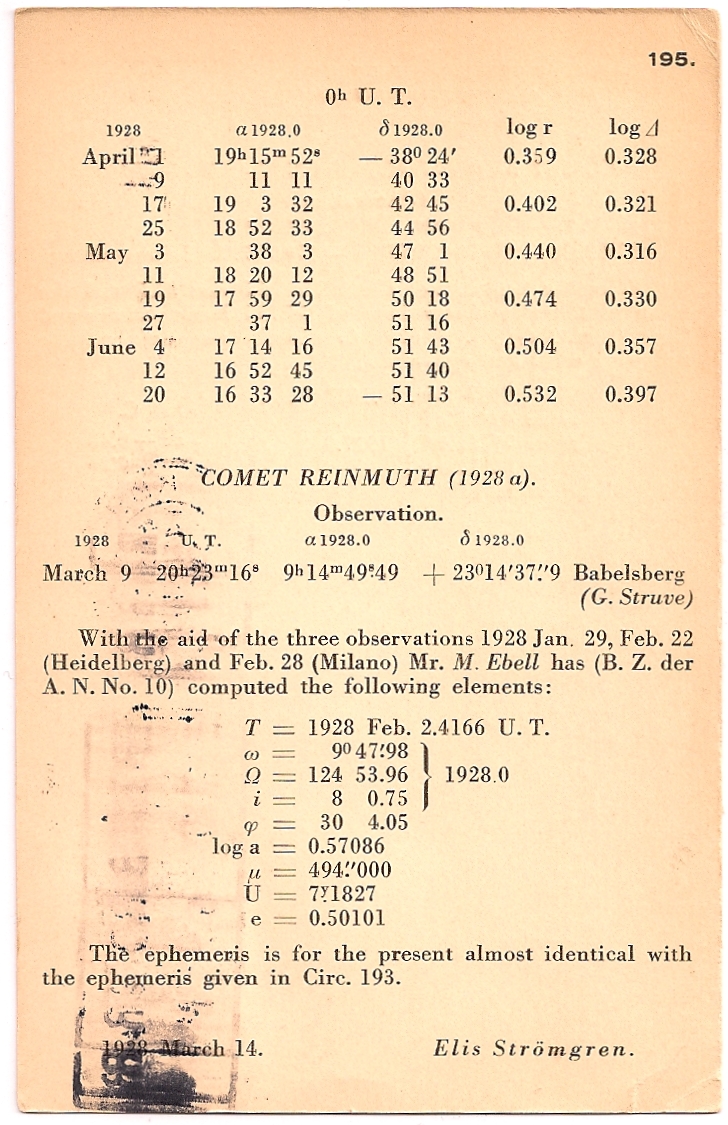 195.
0ʰ U. T.
1928 α 1928.0 δ 1928.0 log r log Δ
April 1 19ʰ 15ᵐ 52ˢ — 38⁰ 24′ 0.359 0.328
9 11 11 40 33
17 19 3 32 42 45 0.402 0.321
25 18 52 33 44 56
May 3 38 3 47 1 0.440 0.316
11 18 20 12 48 51
19 17 59 29 50 18 0.474 0.330
27 37 1 51 16
June 4 17 14 16 51 43 0.504 0.357
12 16 52 45 51 40
20 16 33 28 — 51 13 0.532 0.397
COMET REINMUTH (1928 a).
Observation.
1928 U. T. α 1928.0 δ 1928.0
March 9 20ʰ23ᵐ16ˢ 9ʰ14ᵐ49ˢ.49 + 23⁰14′37″.9 Babelsberg
(G. Struve)
With the aid of the three observations 1928 Jan. 29, Feb. 22
(Heidelberg) and Feb. 28 (Milano) Mr. M. Ebell has (B. Z. der
A. N. No. 10) computed the following elements:
T = 1928 Feb. 2.4166 U. T.
ω = 9⁰ 47′.98
Ω = 124 53.96 } 1928.0
i = 8 0.75
φ = 30 4.05
log a = 0.57086
μ = 494″.000
U = 7ʸ.1827
e = 0.50101
The ephemeris is for the present almost identical with
the ephemeris given in Circ. 193.
1928 March 14. Elis Strömgren.